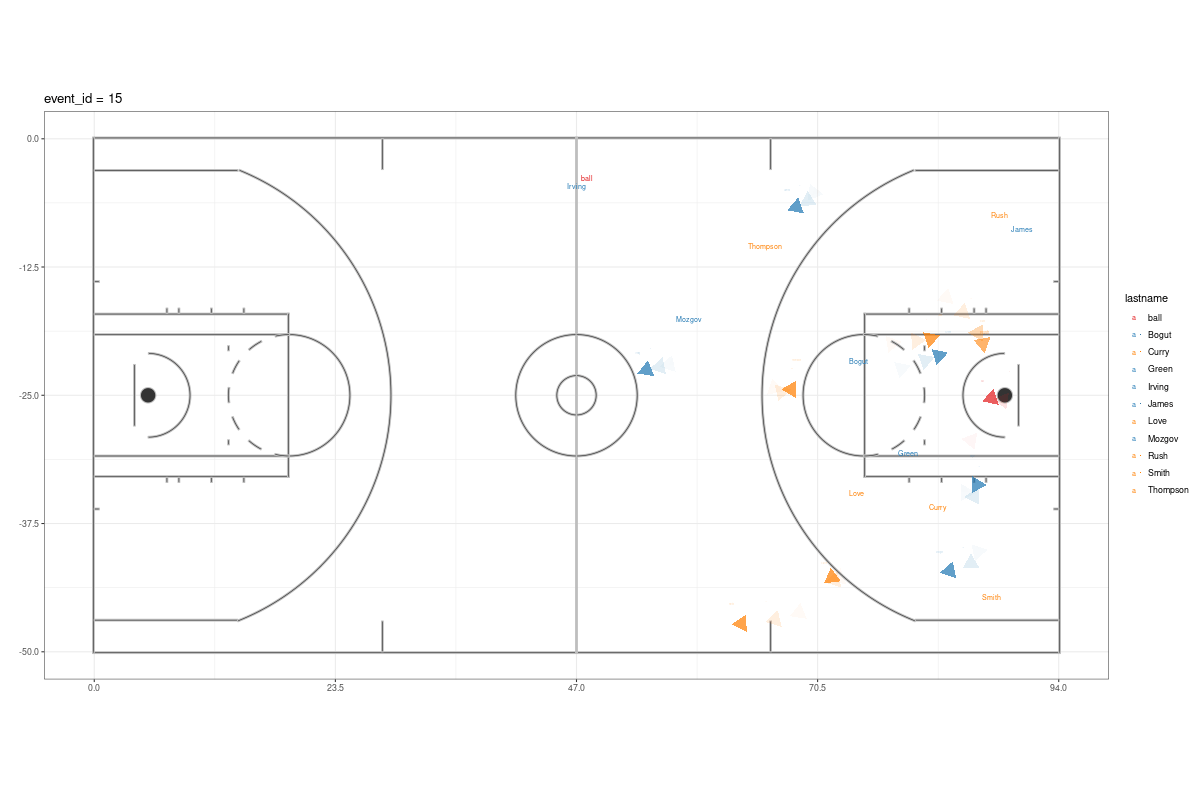 event_id = 15
0.0
-12.5
-25.0
-37.5
-50.0
0.0 23.5 47.0 70.5 94.0
ball
Irving
Rush
James
Thompson
Mozgov
Bogut
Green
Love
Curry
Smith
lastname
a ball
a Bogut
a Curry
a Green
a Irving
a James
a Love
a Mozgov
a Rush
a Smith
a Thompson